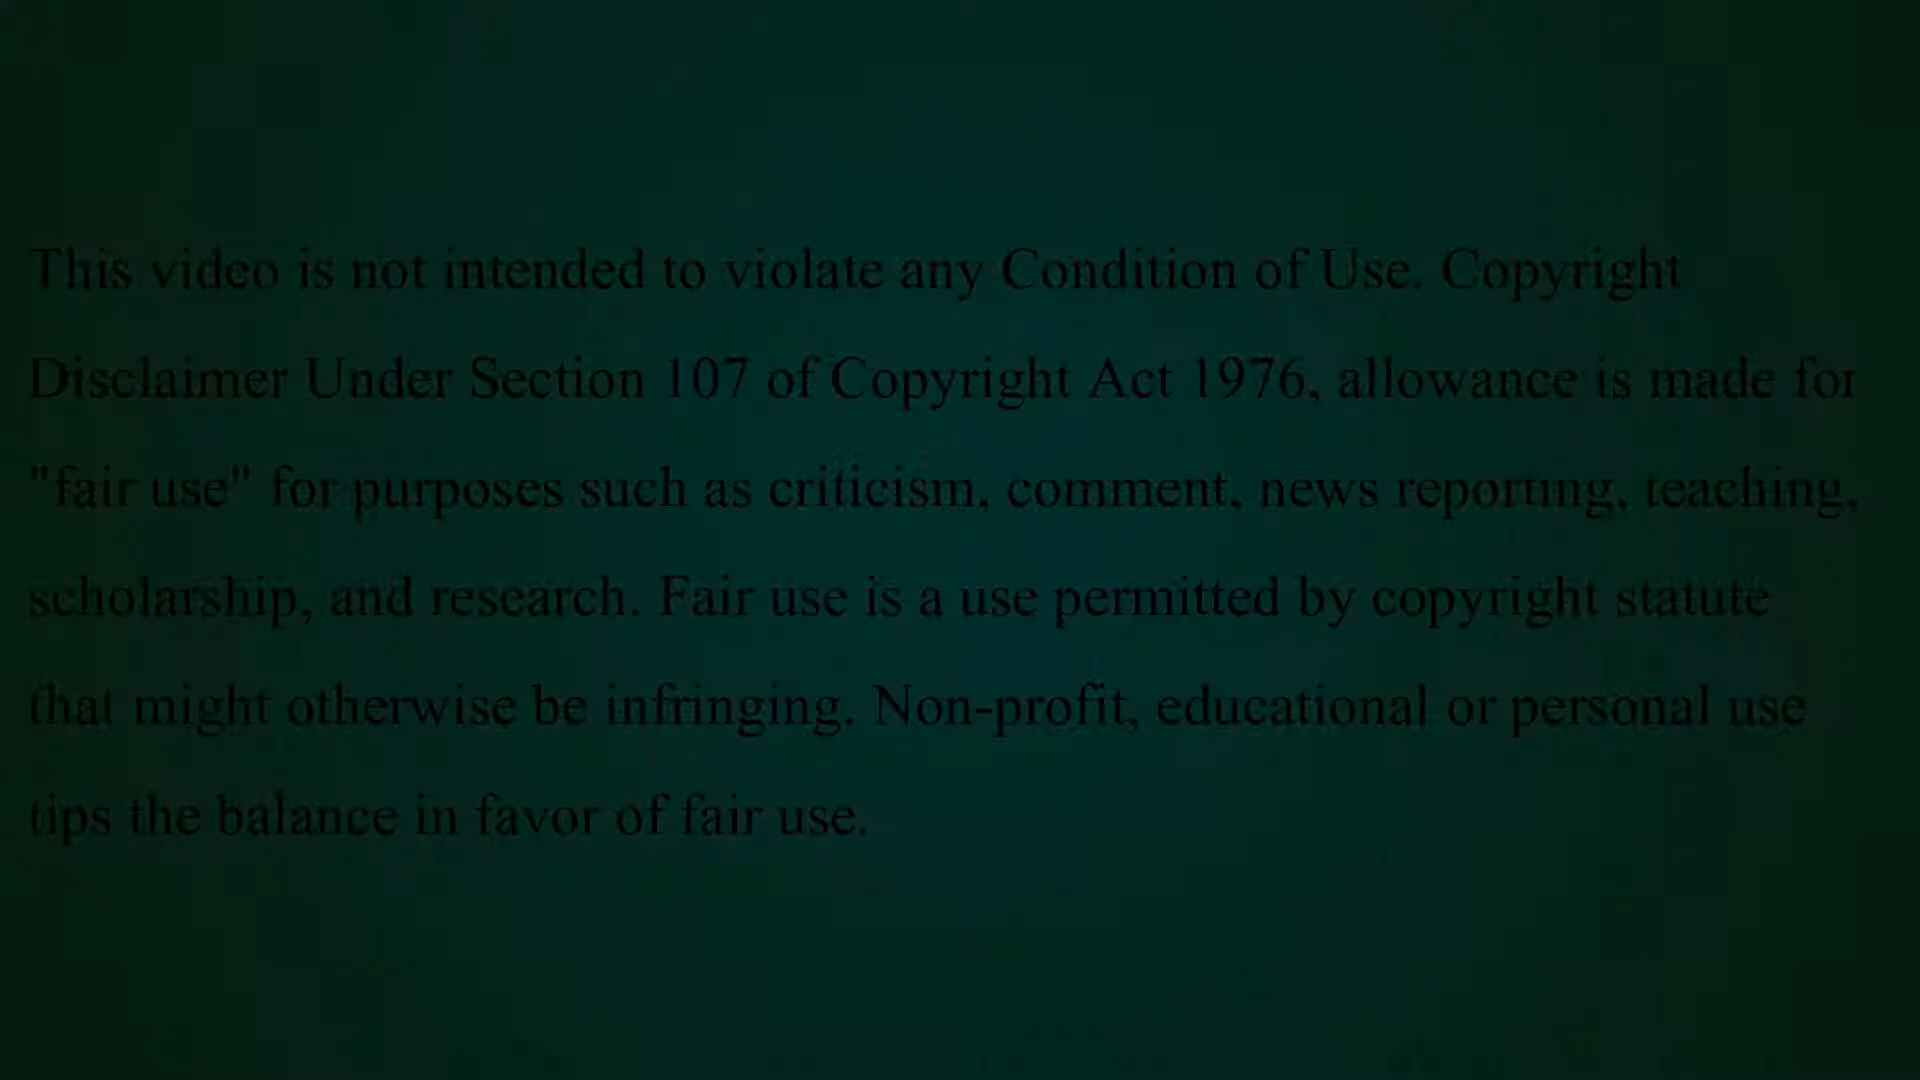 This video is not intended to violate any Condition of Use. Copyright
Disclaimer Under Section 107 of Copyright Act 1976, allowance is made for
"fair use" for purposes such as criticism, comment, news reporting, teaching,
scholarship, and research. Fair use is a use permitted by copyright statute
that might otherwise be infringing. Non-profit, educational or personal use
tips the balance in favor of fair use.